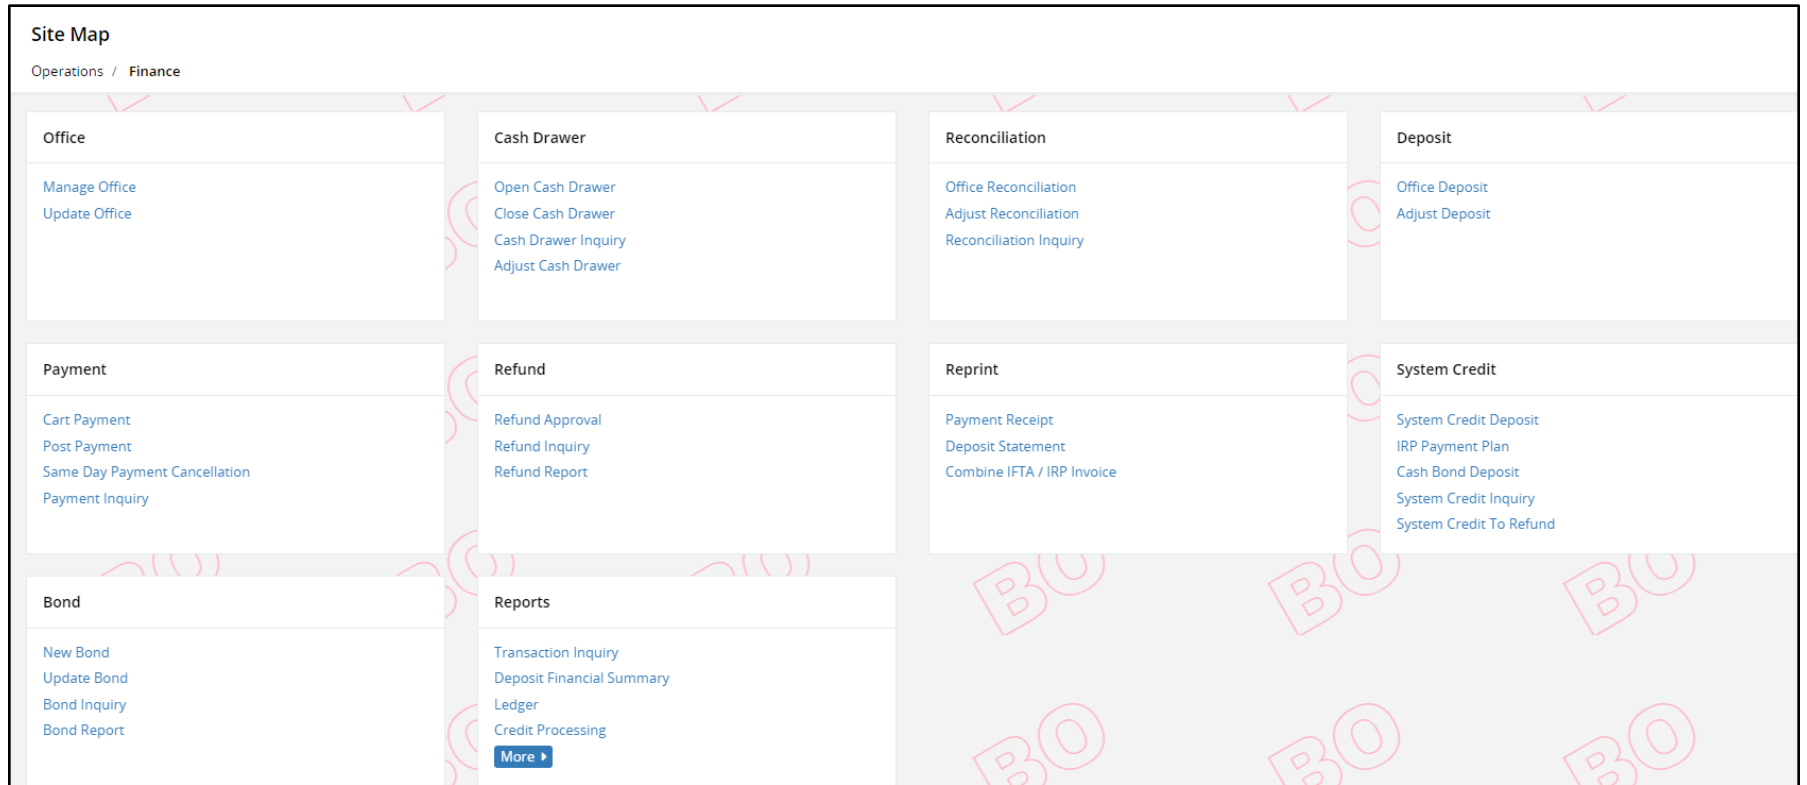 Site Map
Operations / Finance
Office
Manage Office
Update Office
Cash Drawer
Open Cash Drawer
Close Cash Drawer
Cash Drawer Inquiry
Adjust Cash Drawer
Reconciliation
Office Reconciliation
Adjust Reconciliation
Reconciliation Inquiry
Deposit
Office Deposit
Adjust Deposit
Payment
Cart Payment
Post Payment
Same Day Payment Cancellation
Payment Inquiry
Refund
Refund Approval
Refund Inquiry
Refund Report
Reprint
Payment Receipt
Deposit Statement
Combine IFTA / IRP Invoice
System Credit
System Credit Deposit
IRP Payment Plan
Cash Bond Deposit
System Credit Inquiry
System Credit To Refund
Bond
New Bond
Update Bond
Bond Inquiry
Bond Report
Reports
Transaction Inquiry
Deposit Financial Summary
Ledger
Credit Processing
More
BO
BO
BO
BO
BO
BO